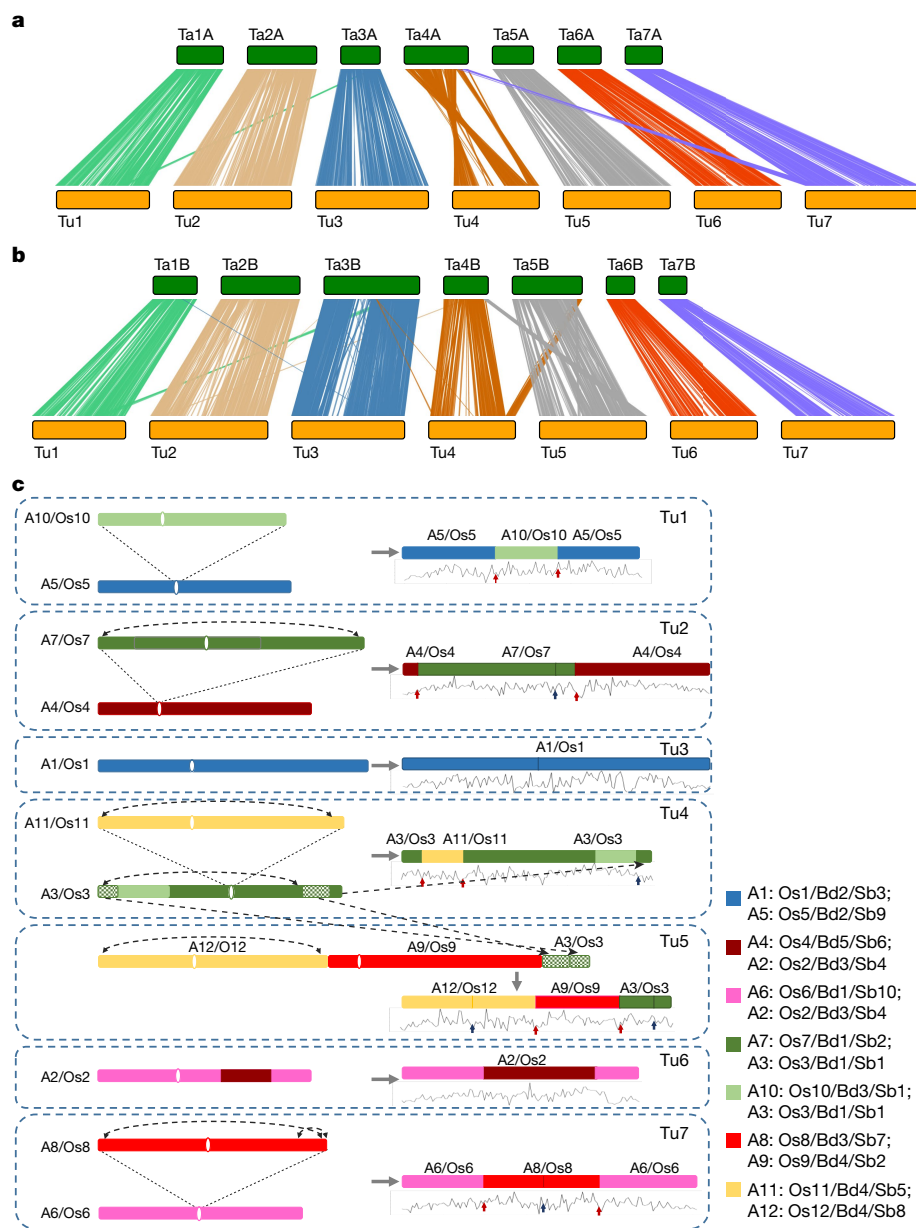 a
Ta1A Ta2A Ta3A Ta4A Ta5A Ta6A Ta7A
Tu1 Tu2 Tu3 Tu4 Tu5 Tu6 Tu7
b
Ta1B Ta2B Ta3B Ta4B Ta5B Ta6B Ta7B
Tu1 Tu2 Tu3 Tu4 Tu5 Tu6 Tu7
c
A10/Os10
A5/Os5
Tu1
A5/Os5 A10/Os10 A5/Os5
A7/Os7
A4/Os4
Tu2
A4/Os4 A7/Os7 A4/Os4
A1/Os1
Tu3
A1/Os1
A11/Os11
A3/Os3
Tu4
A3/Os3 A11/Os11 A3/Os3
Tu5
A12/O12 A9/Os9 A3/Os3
A12/Os12 A9/Os9 A3/Os3
A2/Os2
Tu6
A2/Os2
A8/Os8
A6/Os6
Tu7
A6/Os6 A8/Os8 A6/Os6
A1: Os1/Bd2/Sb3;
A5: Os5/Bd2/Sb9
A4: Os4/Bd5/Sb6;
A2: Os2/Bd3/Sb4
A6: Os6/Bd1/Sb10;
A2: Os2/Bd3/Sb4
A7: Os7/Bd1/Sb2;
A3: Os3/Bd1/Sb1
A10: Os10/Bd3/Sb1;
A3: Os3/Bd1/Sb1
A8: Os8/Bd3/Sb7;
A9: Os9/Bd4/Sb2
A11: Os11/Bd4/Sb5;
A12: Os12/Bd4/Sb8